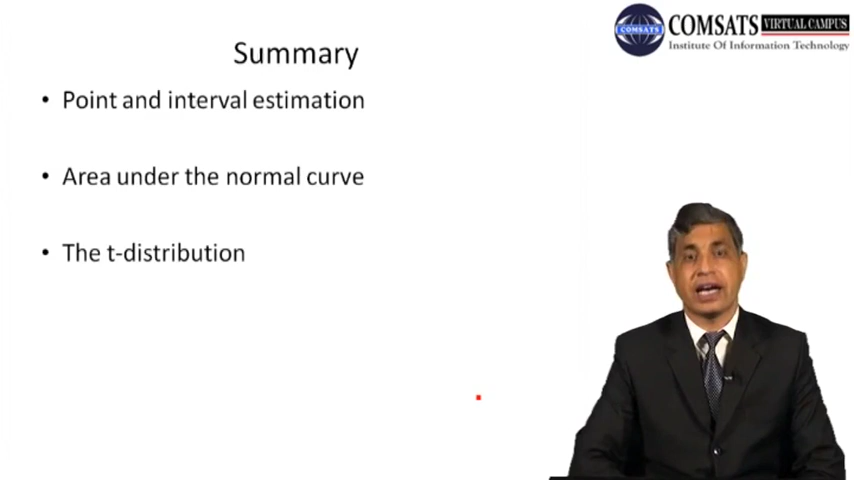 COMSATS VIRTUAL CAMPUS
Institute Of Information Technology
COMSATS
Summary
• Point and interval estimation
• Area under the normal curve
• The t-distribution